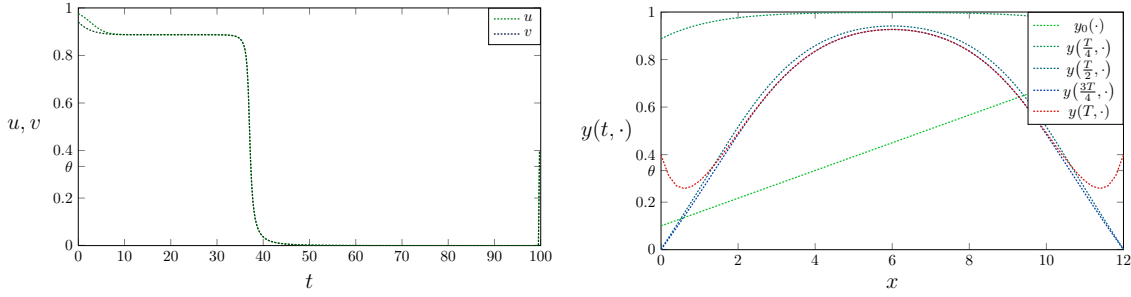 1
0.8
0.6
0.4
θ
0.2
0
u, v
u
v
0 10 20 30 40 50 60 70 80 90 100
t
1
0.8
0.6
0.4
θ
0.2
0
y(t, ·)
y₀(·)
y(T/4, ·)
y(T/2, ·)
y(3T/4, ·)
y(T, ·)
0 2 4 6 8 10 12
x